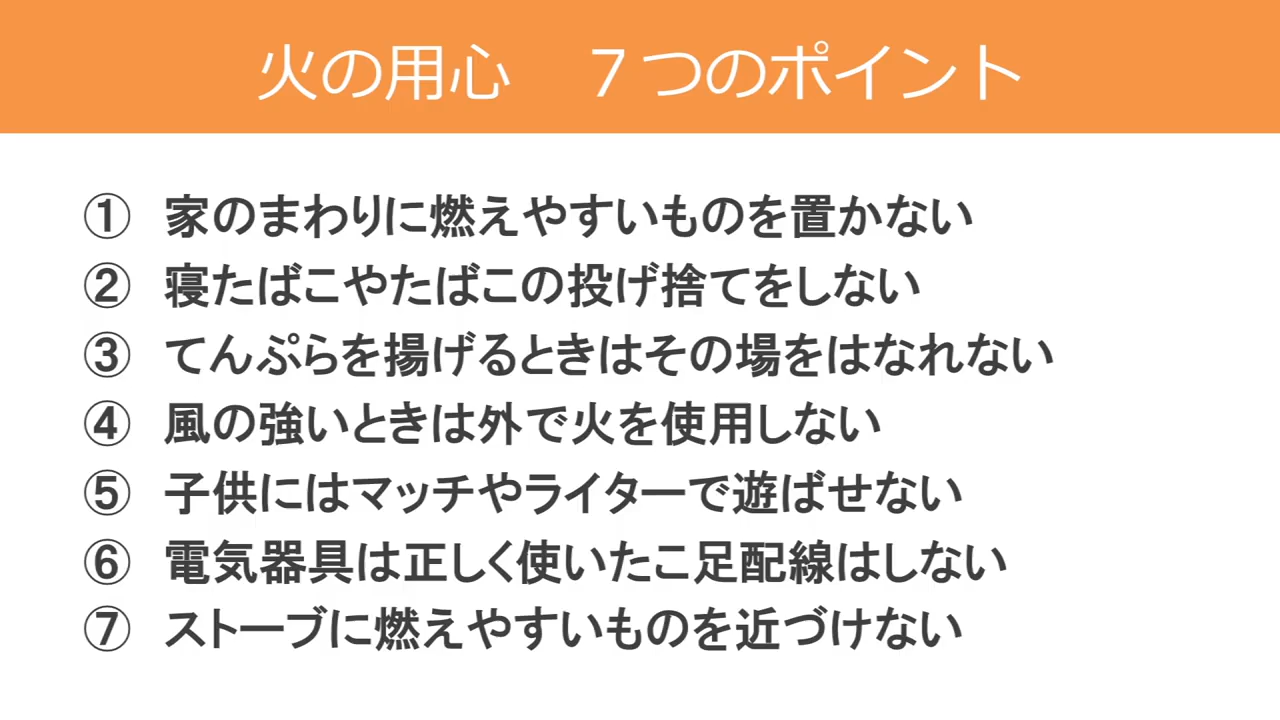 火の用心　７つのポイント
① 家のまわりに燃えやすいものを置かない
② 寝たばこやたばこの投げ捨てをしない
③ てんぷらを揚げるときはその場をはなれない
④ 風の強いときは外で火を使用しない
⑤ 子供にはマッチやライターで遊ばせない
⑥ 電気器具は正しく使いたこ足配線はしない
⑦ ストーブに燃えやすいものを近づけない